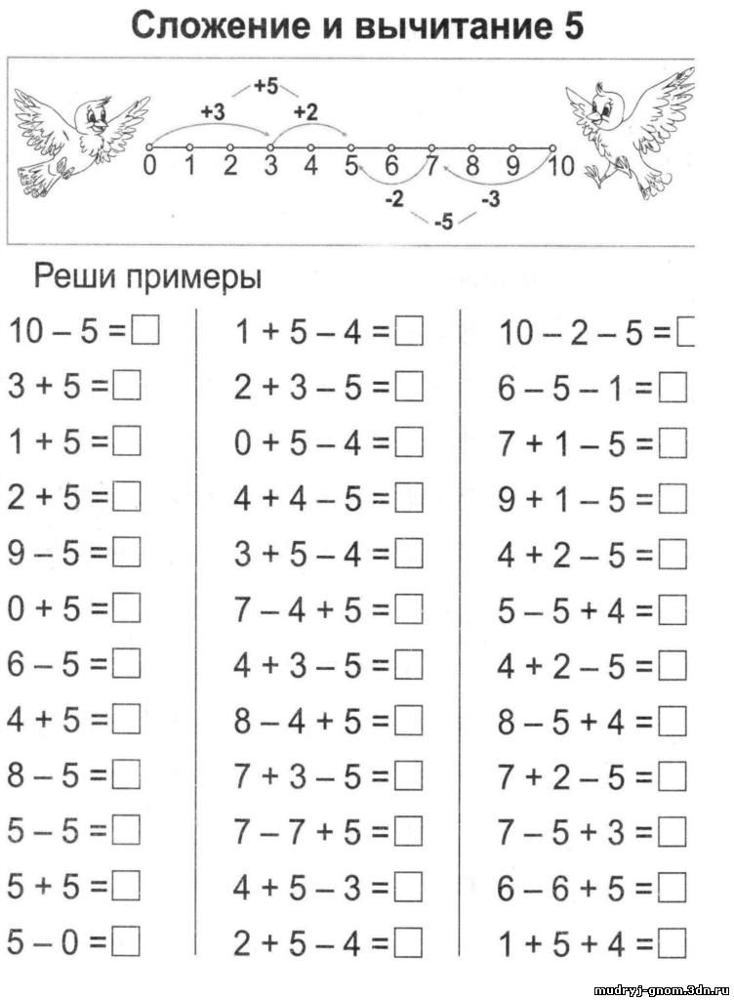 Сложение и вычитание 5
+5
+3 +2
0 1 2 3 4 5 6 7 8 9 10
-2 -3
-5
Реши примеры
10 – 5 =
3 + 5 =
1 + 5 =
2 + 5 =
9 – 5 =
0 + 5 =
6 – 5 =
4 + 5 =
8 – 5 =
5 – 5 =
5 + 5 =
5 – 0 =
1 + 5 – 4 =
2 + 3 – 5 =
0 + 5 – 4 =
4 + 4 – 5 =
3 + 5 – 4 =
7 – 4 + 5 =
4 + 3 – 5 =
8 – 4 + 5 =
7 + 3 – 5 =
7 – 7 + 5 =
4 + 5 – 3 =
2 + 5 – 4 =
10 – 2 – 5 =
6 – 5 – 1 =
7 + 1 – 5 =
9 + 1 – 5 =
4 + 2 – 5 =
5 – 5 + 4 =
4 + 2 – 5 =
8 – 5 + 4 =
7 + 2 – 5 =
7 – 5 + 3 =
6 – 6 + 5 =
1 + 5 + 4 =
mudryj-gnom.3dn.ru